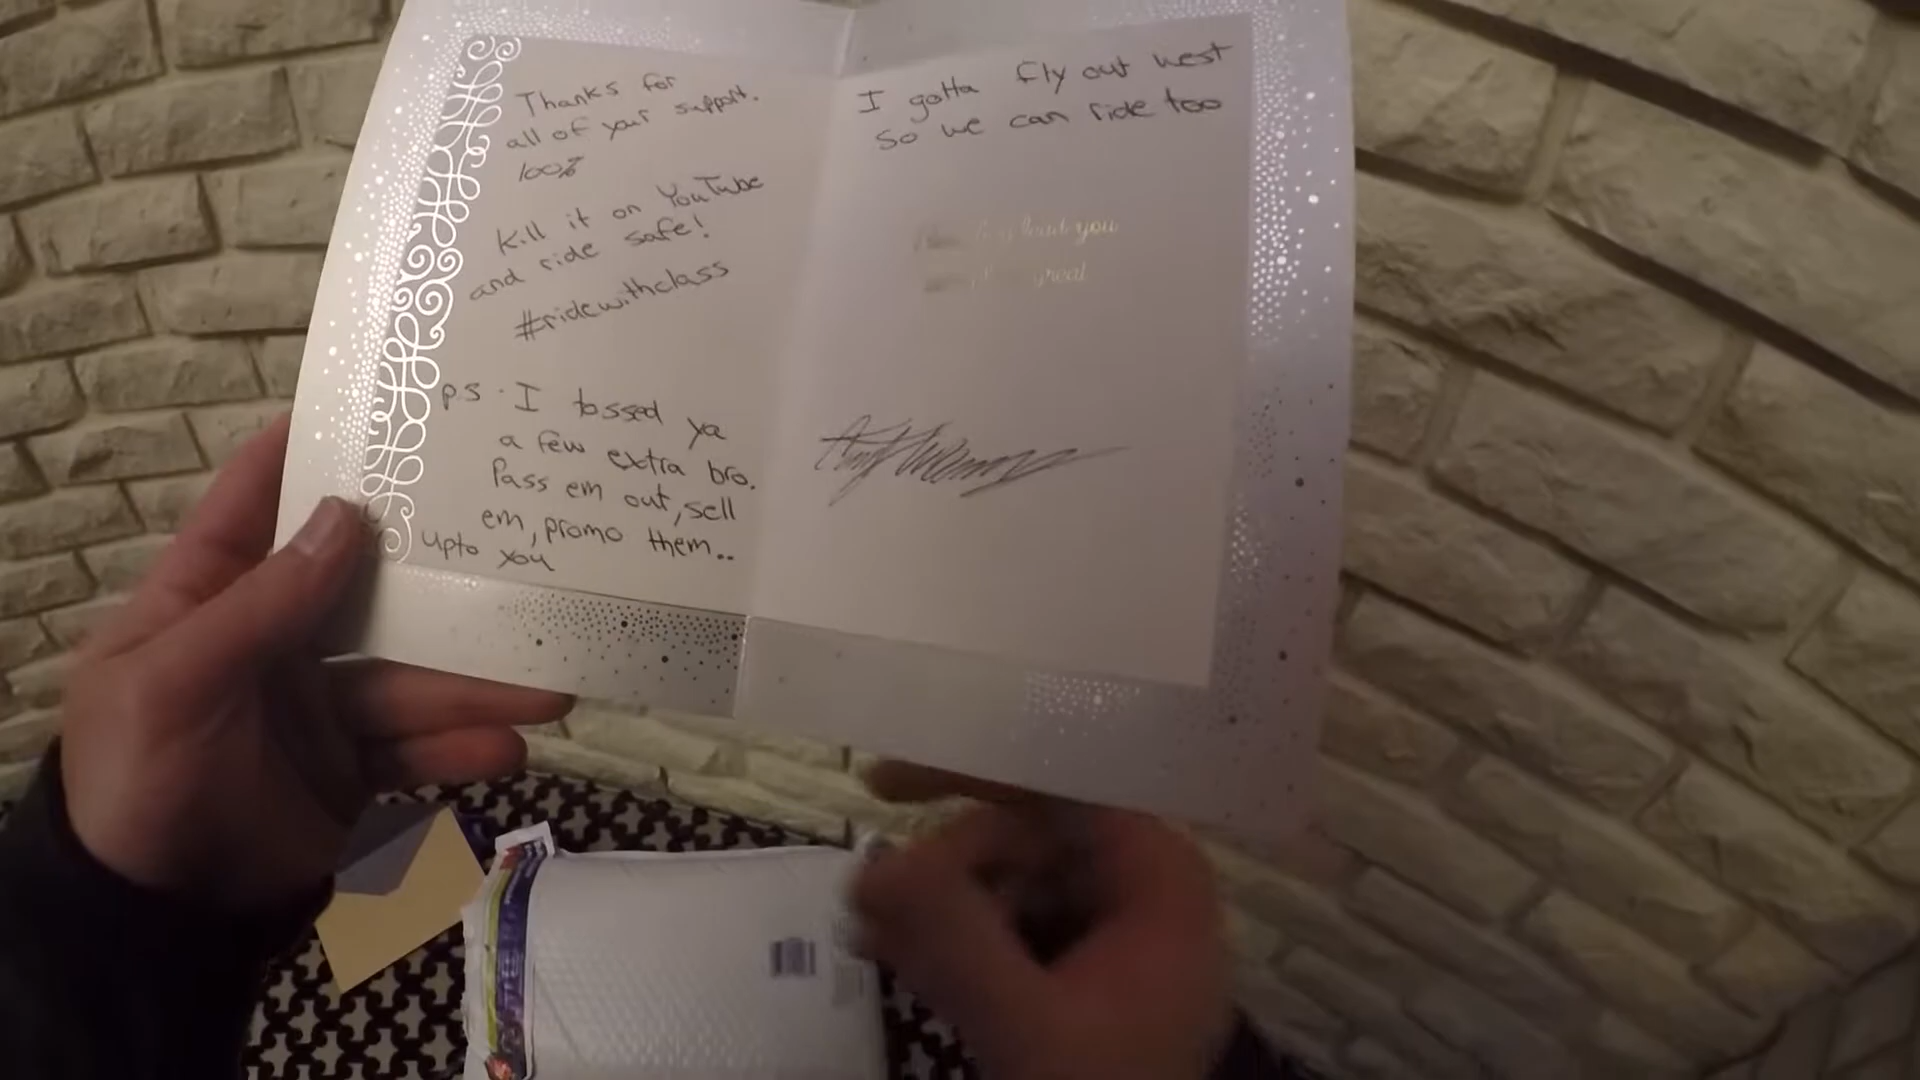 Thanks for
all of your support.
100%
Kill it on YouTube
and ride safe!
#ridewithclass
p.s. I tossed ya
a few extra bro.
Pass em out, sell
em, promo them..
upto you
I gotta fly out west
so we can ride too
you
great